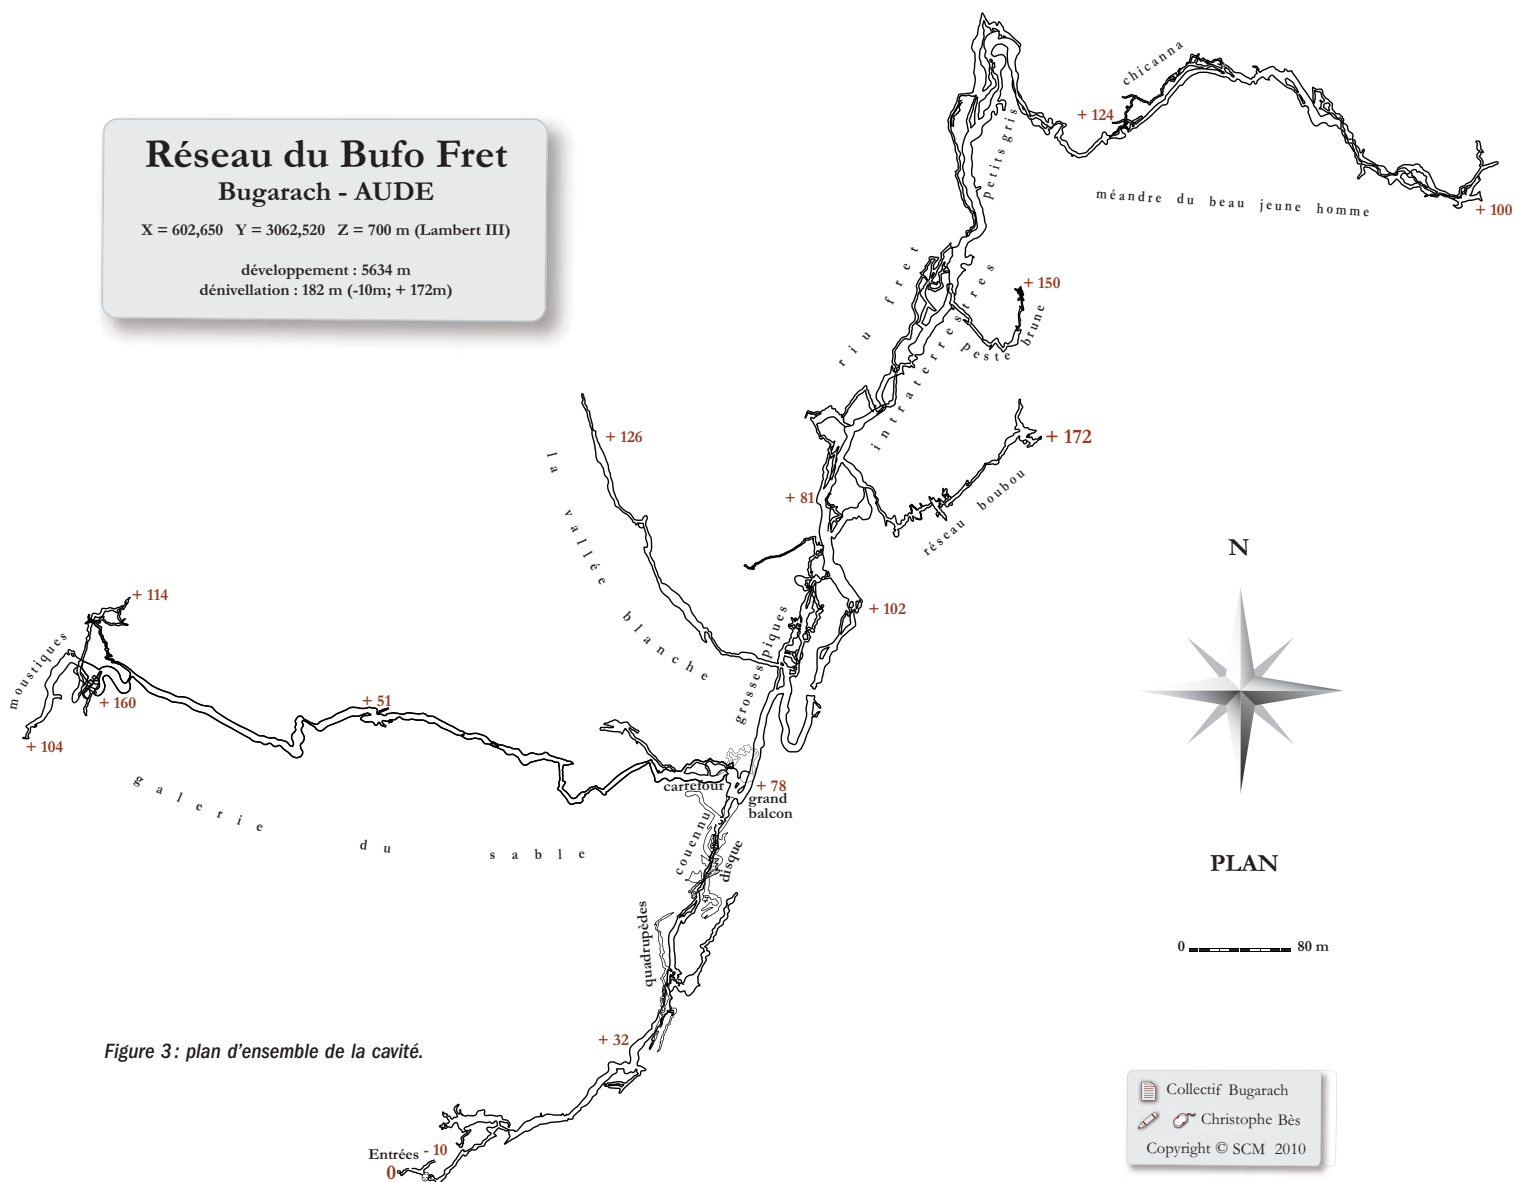 Réseau du Bufo Fret
Bugarach - AUDE
X = 602,650 Y = 3062,520 Z = 700 m (Lambert III)
développement : 5634 m
dénivellation : 182 m (-10m; + 172m)
chicanna
+ 124
petits gris
méandre du beau jeune homme
+ 100
riu fret
intraterrestres
+ 150
peste brune
+ 126
+ 172
la vallée blanche
+ 81
réseau boubou
N
+ 114
+ 102
moustiques
grosses piques
+ 160
+ 51
+ 104
galerie du sable
carrefour
+ 78
grand
balcon
couennu
disque
PLAN
quadrupèdes
0 80 m
+ 32
Figure 3 : plan d'ensemble de la cavité.
Collectif Bugarach
Christophe Bès
Copyright © SCM 2010
Entrées - 10
0